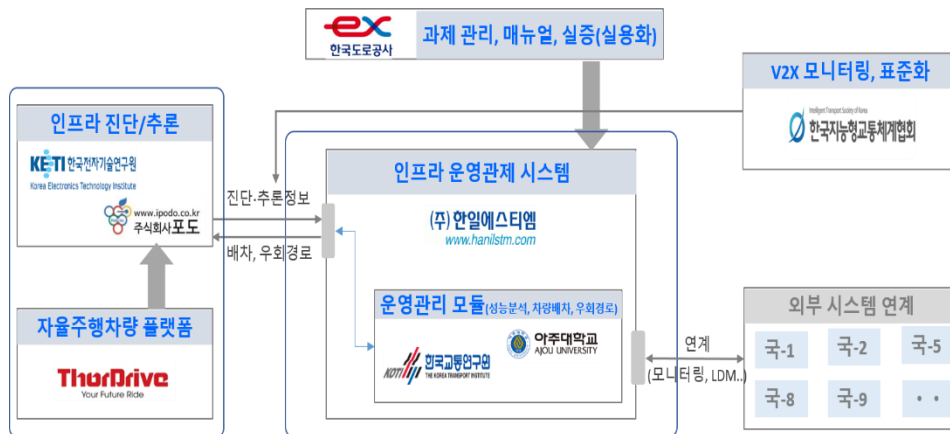 ex
한국도로공사
과제 관리, 매뉴얼, 실증(실용화)
V2X 모니터링, 표준화
Intelligent Transport Society of Korea
한국지능형교통체계협회
인프라 진단/추론
KETI 한국전자기술연구원
Korea Electronics Technology Institute
www.ipodo.co.kr
주식회사포도
진단·추론정보
배차, 우회경로
인프라 운영관제 시스템
(주) 한일에스티엠
www.hanilstm.com
운영관리 모듈(성능분석, 차량배차, 우회경로)
아주대학교
AJOU UNIVERSITY
KOTI 한국교통연구원
THE KOREA TRANSPORT INSTITUTE
자율주행차량 플랫폼
ThorDrive
Your Future Ride
연계
(모니터링, LDM..)
외부 시스템 연계
국-1
국-2
국-5
국-8
국-9
· ·